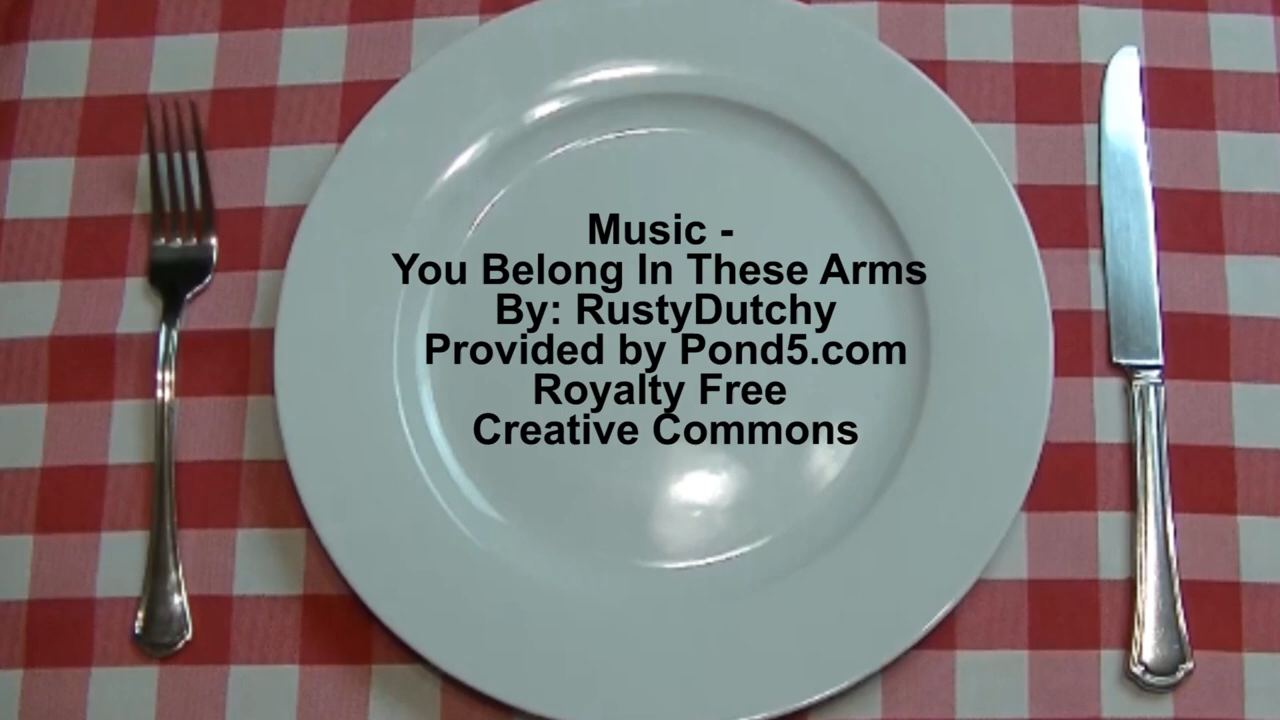 Music -
You Belong In These Arms
By: RustyDutchy
Provided by Pond5.com
Royalty Free
Creative Commons